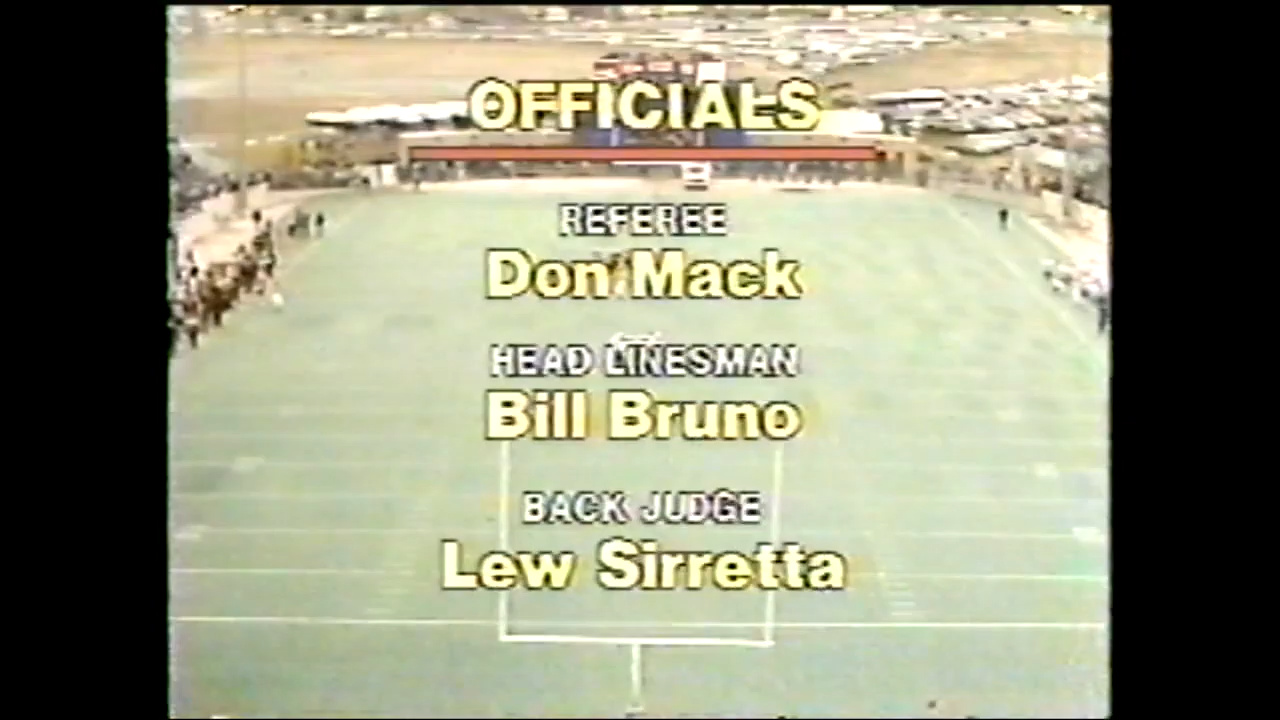 OFFICIALS
REFEREE
Don Mack
HEAD LINESMAN
Bill Bruno
BACK JUDGE
Lew Sirretta